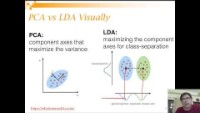 PCA vs LDA Visually
PCA:
component axes that
maximize the variance
LDA:
maximizing the component
axes for class-separation